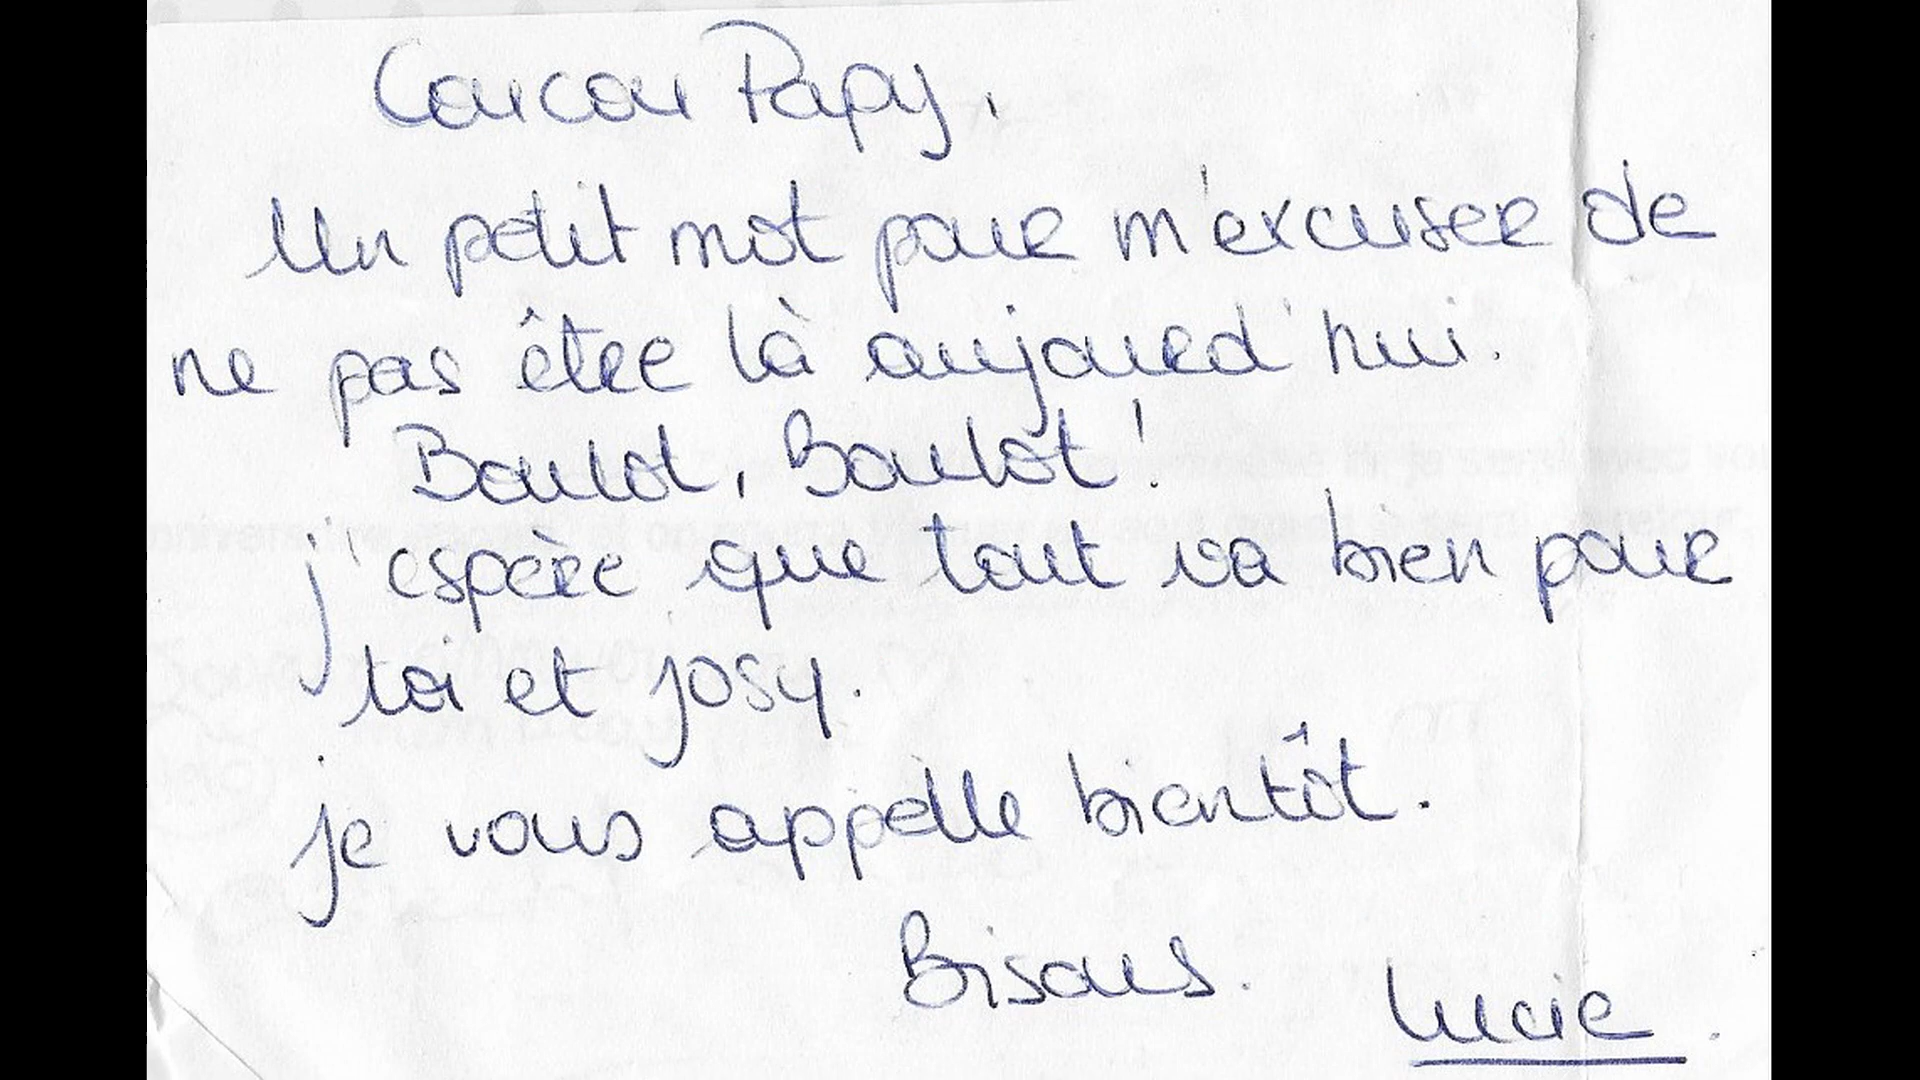 Coucou Papy,
Un petit mot pour m'excuser de
ne pas être là aujourd'hui.
Boulot, Boulot !
j'espère que tout va bien pour
toi et josy.
je vous appelle bientôt.
Bisous.
Lucie.